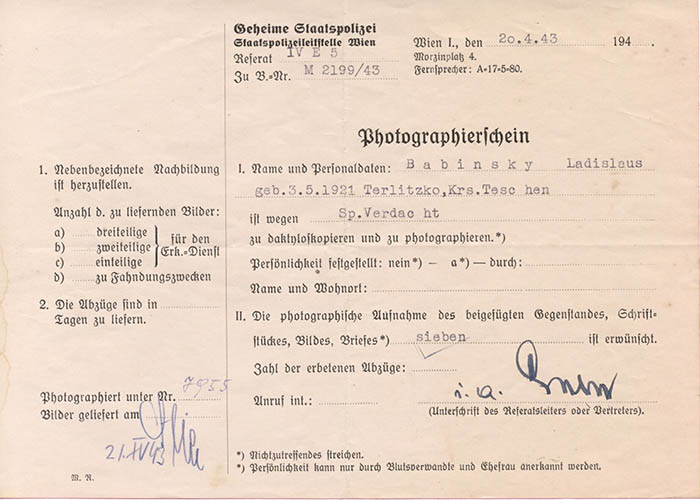 Geheime Staatspolizei
Staatspolizeileitstelle Wien
Referat IV E 5
Zu B.=Nr. M 2199/43
Wien I., den 20.4.43 194
Morzinplatz 4.
Fernsprecher: A=17=5=80.
1. Nebenbezeichnete Nachbildung
ist herzustellen.
Anzahl d. zu liefernden Bilder:
a) dreiteilige
b) zweiteilige
c) einteilige
für den
Erk.=Dienst
d) zu Fahndungszwecken
2. Die Abzüge sind in
Tagen zu liefern.
Photographiert unter Nr. 7955
Bilder geliefert am
21.IV 43
M. N.
Photographierschein
I. Name und Personaldaten: Babinsky Ladislaus
geb.3.5.1921 Terlitzko,Krs.Tesc hen
ist wegen Sp.Verdac ht
zu daktyloskopieren und zu photographieren.*)
Persönlichkeit festgestellt: nein*) — a*) — durch:
Name und Wohnort:
II. Die photographische Aufnahme des beigefügten Gegenstandes, Schrift=
stückes, Bildes, Briefes*) sieben ist erwünscht.
Zahl der erbetenen Abzüge:
Anruf int.: i. a.
(Unterschrift des Referatsleiters oder Vertreters).
*) Nichtzutreffendes streichen.
*) Persönlichkeit kann nur durch Blutsverwandte und Ehefrau anerkannt werden.